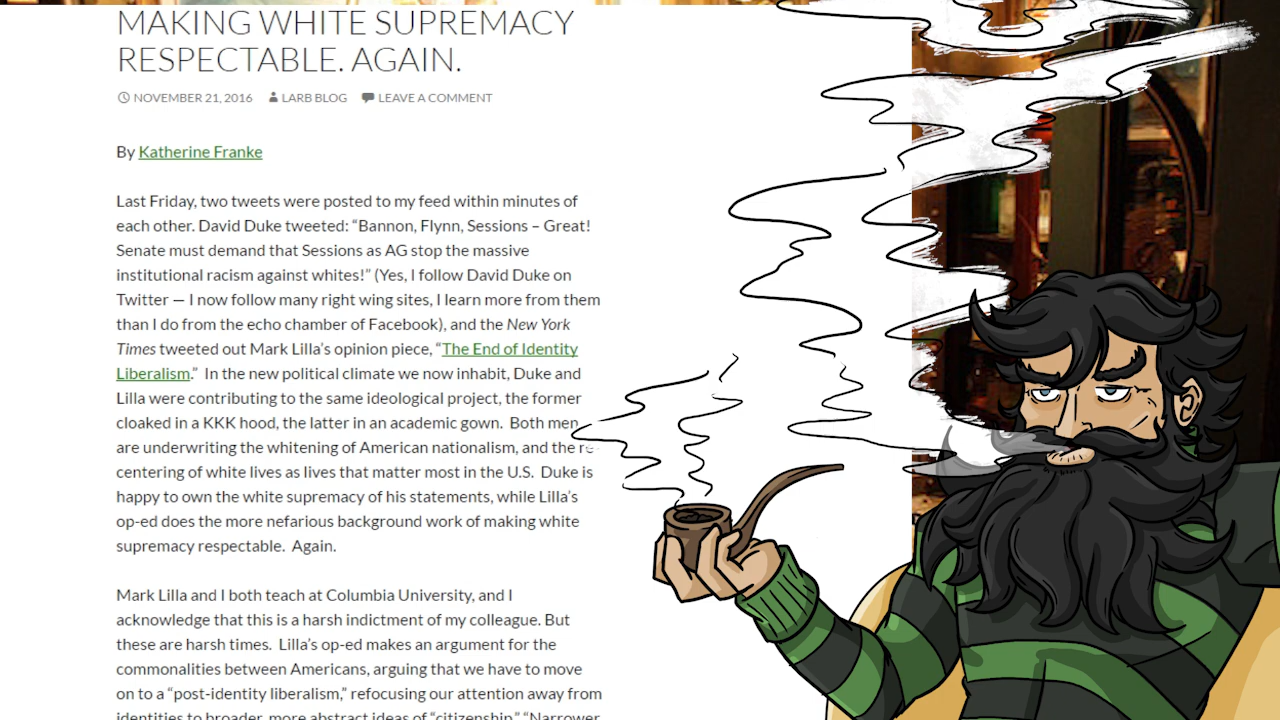 MAKING WHITE SUPREMACY
RESPECTABLE. AGAIN.
NOVEMBER 21, 2016 LARB BLOG LEAVE A COMMENT
By Katherine Franke
Last Friday, two tweets were posted to my feed within minutes of
each other. David Duke tweeted: “Bannon, Flynn, Sessions – Great!
Senate must demand that Sessions as AG stop the massive
institutional racism against whites!” (Yes, I follow David Duke on
Twitter — I now follow many right wing sites, I learn more from them
than I do from the echo chamber of Facebook), and the New York
Times tweeted out Mark Lilla’s opinion piece, “The End of Identity
Liberalism.”  In the new political climate we now inhabit, Duke and
Lilla were contributing to the same ideological project, the former
cloaked in a KKK hood, the latter in an academic gown.  Both men
are underwriting the whitening of American nationalism, and the re-
centering of white lives as lives that matter most in the U.S.  Duke is
happy to own the white supremacy of his statements, while Lilla’s
op-ed does the more nefarious background work of making white
supremacy respectable.  Again.
Mark Lilla and I both teach at Columbia University, and I
acknowledge that this is a harsh indictment of my colleague. But
these are harsh times.  Lilla’s op-ed makes an argument for the
commonalities between Americans, arguing that we have to move
on to a “post-identity liberalism,” refocusing our attention away from
identities to broader, more abstract ideas of “citizenship.” “Narrower